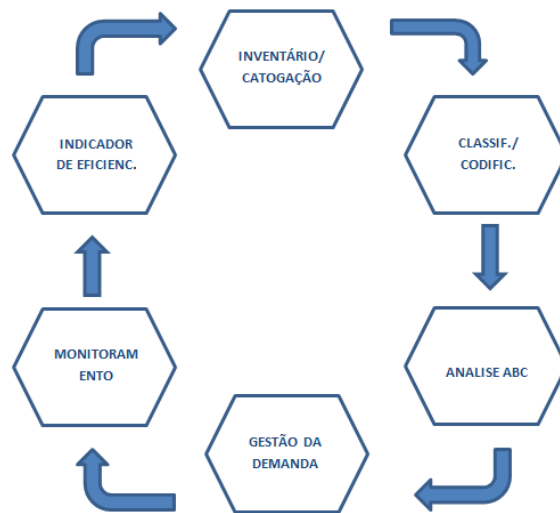 INVENTÁRIO/
CATOGAÇÃO
INDICADOR
DE EFICIENC.
CLASSIF./
CODIFIC.
MONITORAM
ENTO
ANALISE ABC
GESTÃO DA
DEMANDA